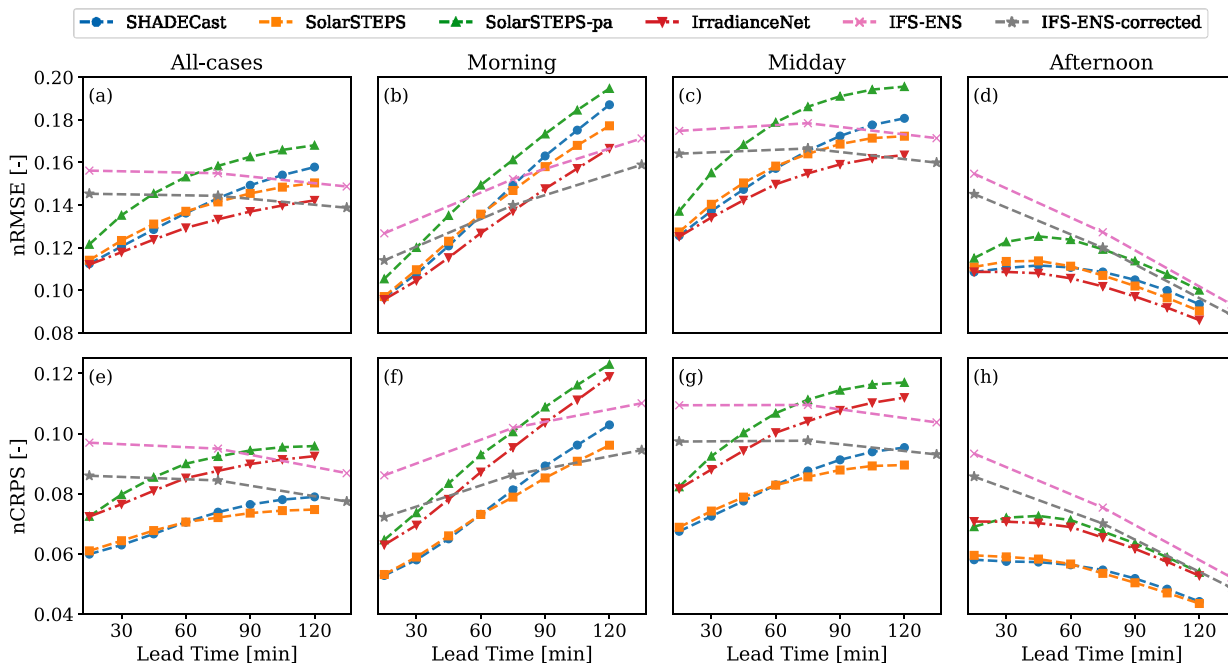 SHADECast SolarSTEPS SolarSTEPS-pa IrradianceNet IFS-ENS IFS-ENS-corrected
All-cases Morning Midday Afternoon
(a) (b) (c) (d)
0.20
0.18
0.16
0.14
0.12
0.10
0.08
nRMSE [-]
(e) (f) (g) (h)
0.12
0.10
0.08
0.06
0.04
nCRPS [-]
30 60 90 120 30 60 90 120 30 60 90 120 30 60 90 120
Lead Time [min] Lead Time [min] Lead Time [min] Lead Time [min]